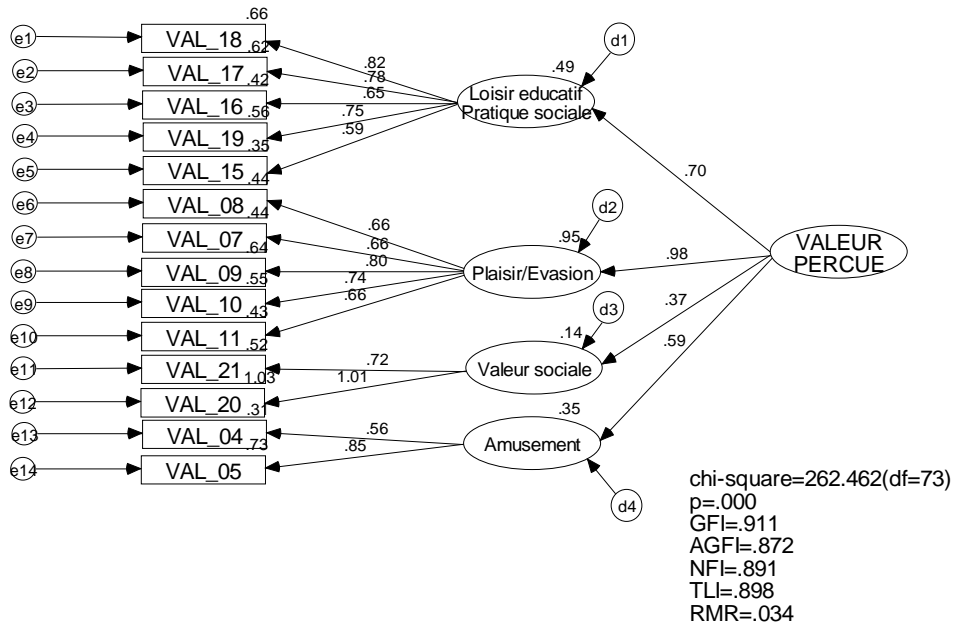 .66
e1 VAL_18 d1
.62
e2 VAL_17 .82 .49
.42 .78
e3 VAL_16 .65 Loisir educatif
.56 Pratique sociale
e4 VAL_19 .75
.35 .59
e5 VAL_15 .70
.44
e6 VAL_08 d2
.44 .66
e7 VAL_07 .66 .95 VALEUR
.64 .80 .98 PERCUE
e8 VAL_09 Plaisir/Evasion
.55 .74
e9 VAL_10 .66 d3 .37
.43
e10 VAL_11 .14 .59
.52
e11 VAL_21 .72 Valeur sociale
1.03 1.01
e12 VAL_20
.31 .35
e13 VAL_04 .56 Amusement
.73 .85
e14 VAL_05
d4
chi-square=262.462(df=73)
p=.000
GFI=.911
AGFI=.872
NFI=.891
TLI=.898
RMR=.034